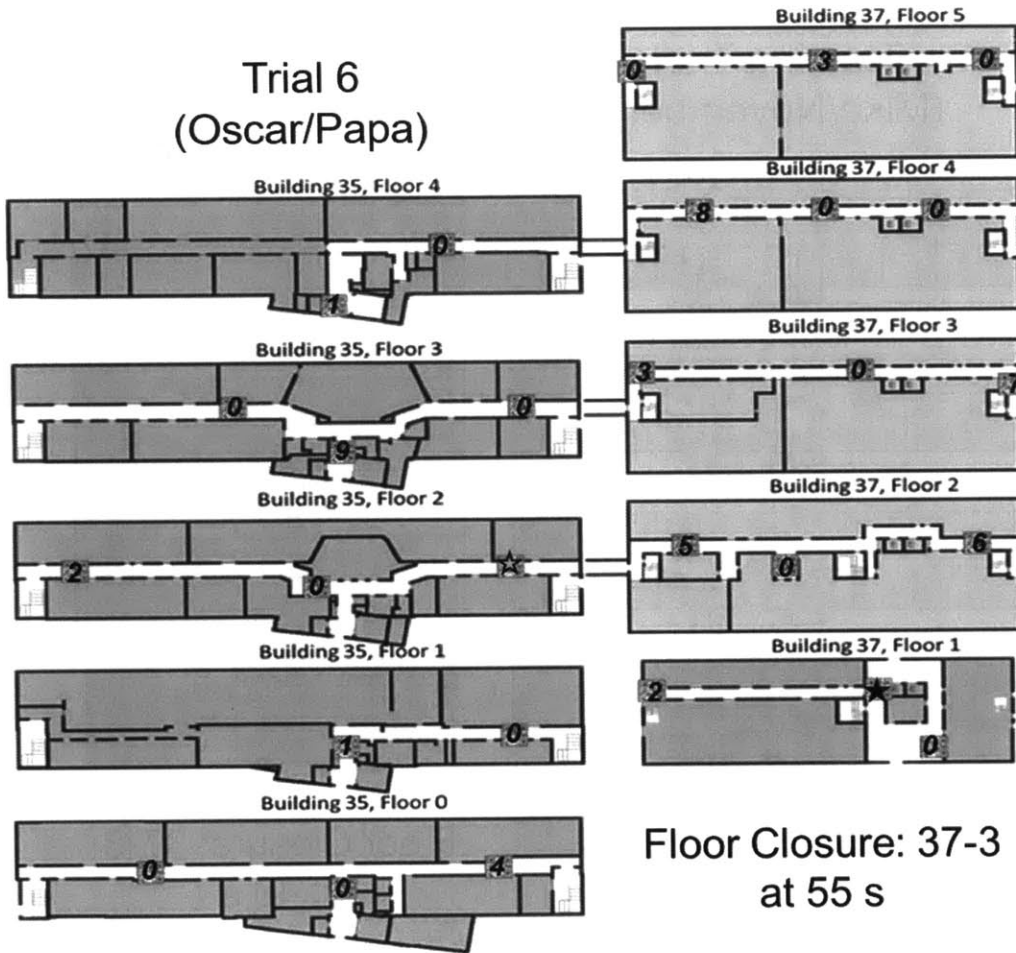 Trial 6
(Oscar/Papa)
Building 35, Floor 4
0
1
Building 35, Floor 3
0
0
9
Building 35, Floor 2
2
0
Building 35, Floor 1
1
0
Building 35, Floor 0
0
0
4
Building 37, Floor 5
0
3
0
Building 37, Floor 4
8
0
0
Building 37, Floor 3
3
0
7
Building 37, Floor 2
5
0
6
Building 37, Floor 1
2
0
Floor Closure: 37-3
at 55 s